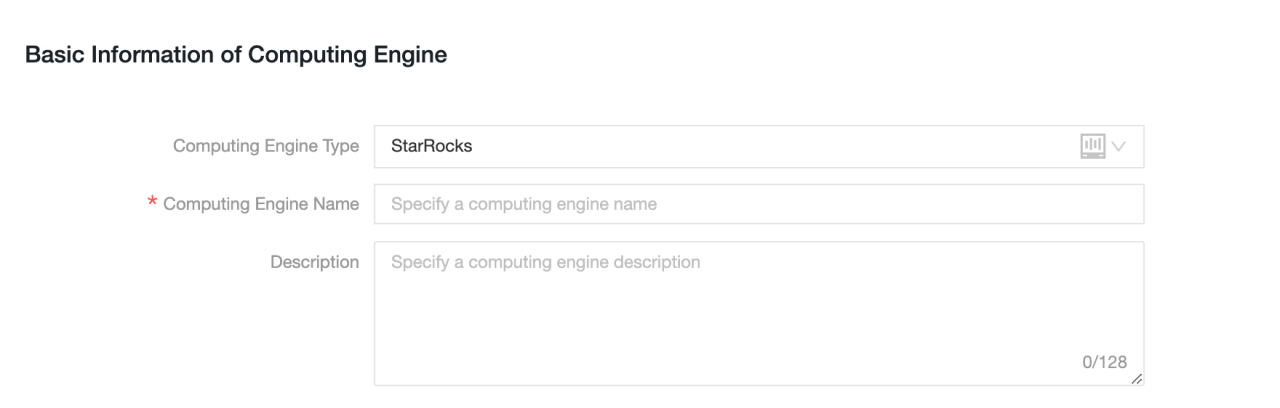 Basic Information of Computing Engine
Computing Engine Type StarRocks
* Computing Engine Name Specify a computing engine name
Description Specify a computing engine description
0/128